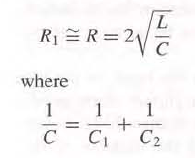 R₁ ≅ R = 2√(L/C)
where
1/C = 1/C₁ + 1/C₂